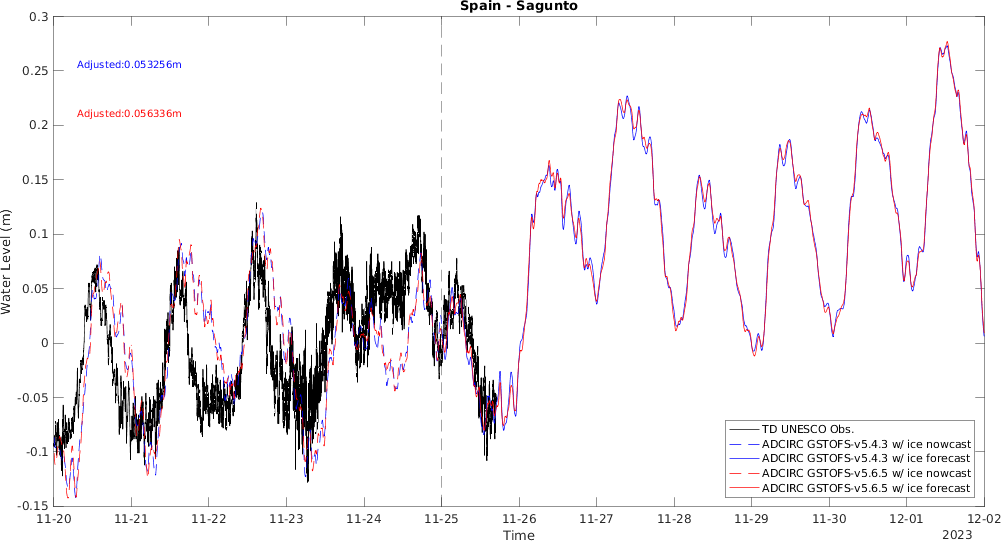 Spain - Sagunto
Adjusted:0.053256m
Adjusted:0.056336m
Water Level (m)
0.3
0.25
0.2
0.15
0.1
0.05
0
-0.05
-0.1
-0.15
TD UNESCO Obs.
ADCIRC GSTOFS-v5.4.3 w/ ice nowcast
ADCIRC GSTOFS-v5.4.3 w/ ice forecast
ADCIRC GSTOFS-v5.6.5 w/ ice nowcast
ADCIRC GSTOFS-v5.6.5 w/ ice forecast
11-20 11-21 11-22 11-23 11-24 11-25 11-26 11-27 11-28 11-29 11-30 12-01 12-02
Time
2023